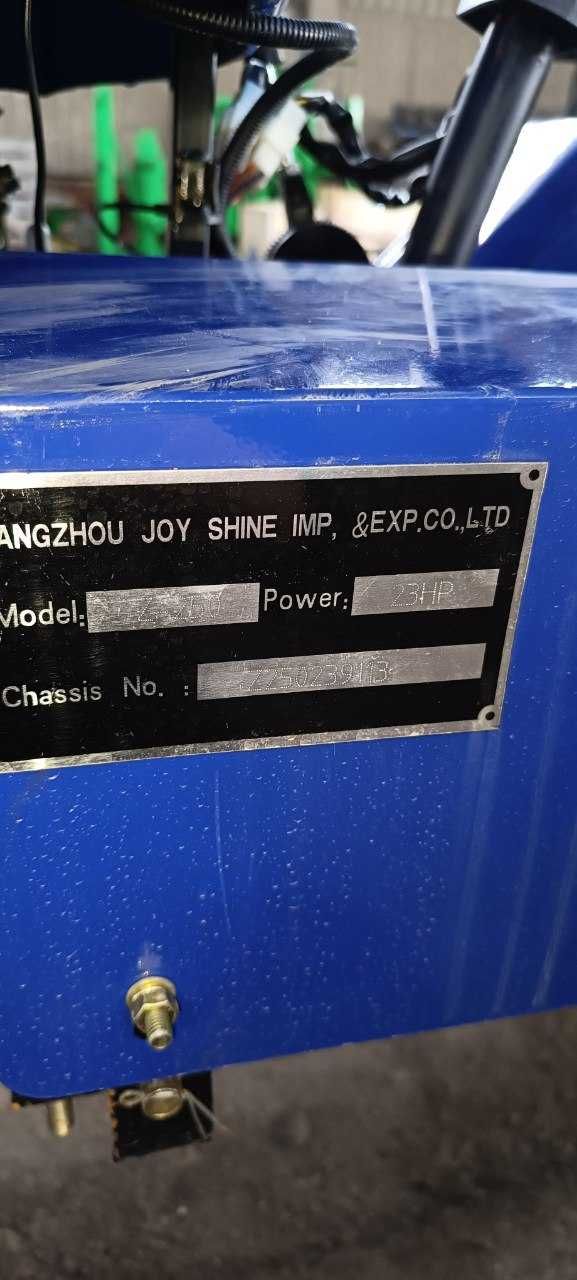 ANGZHOU JOY SHINE IMP, &EXP.CO.,LTD
Model: Power: 23HP
Chassis No. :